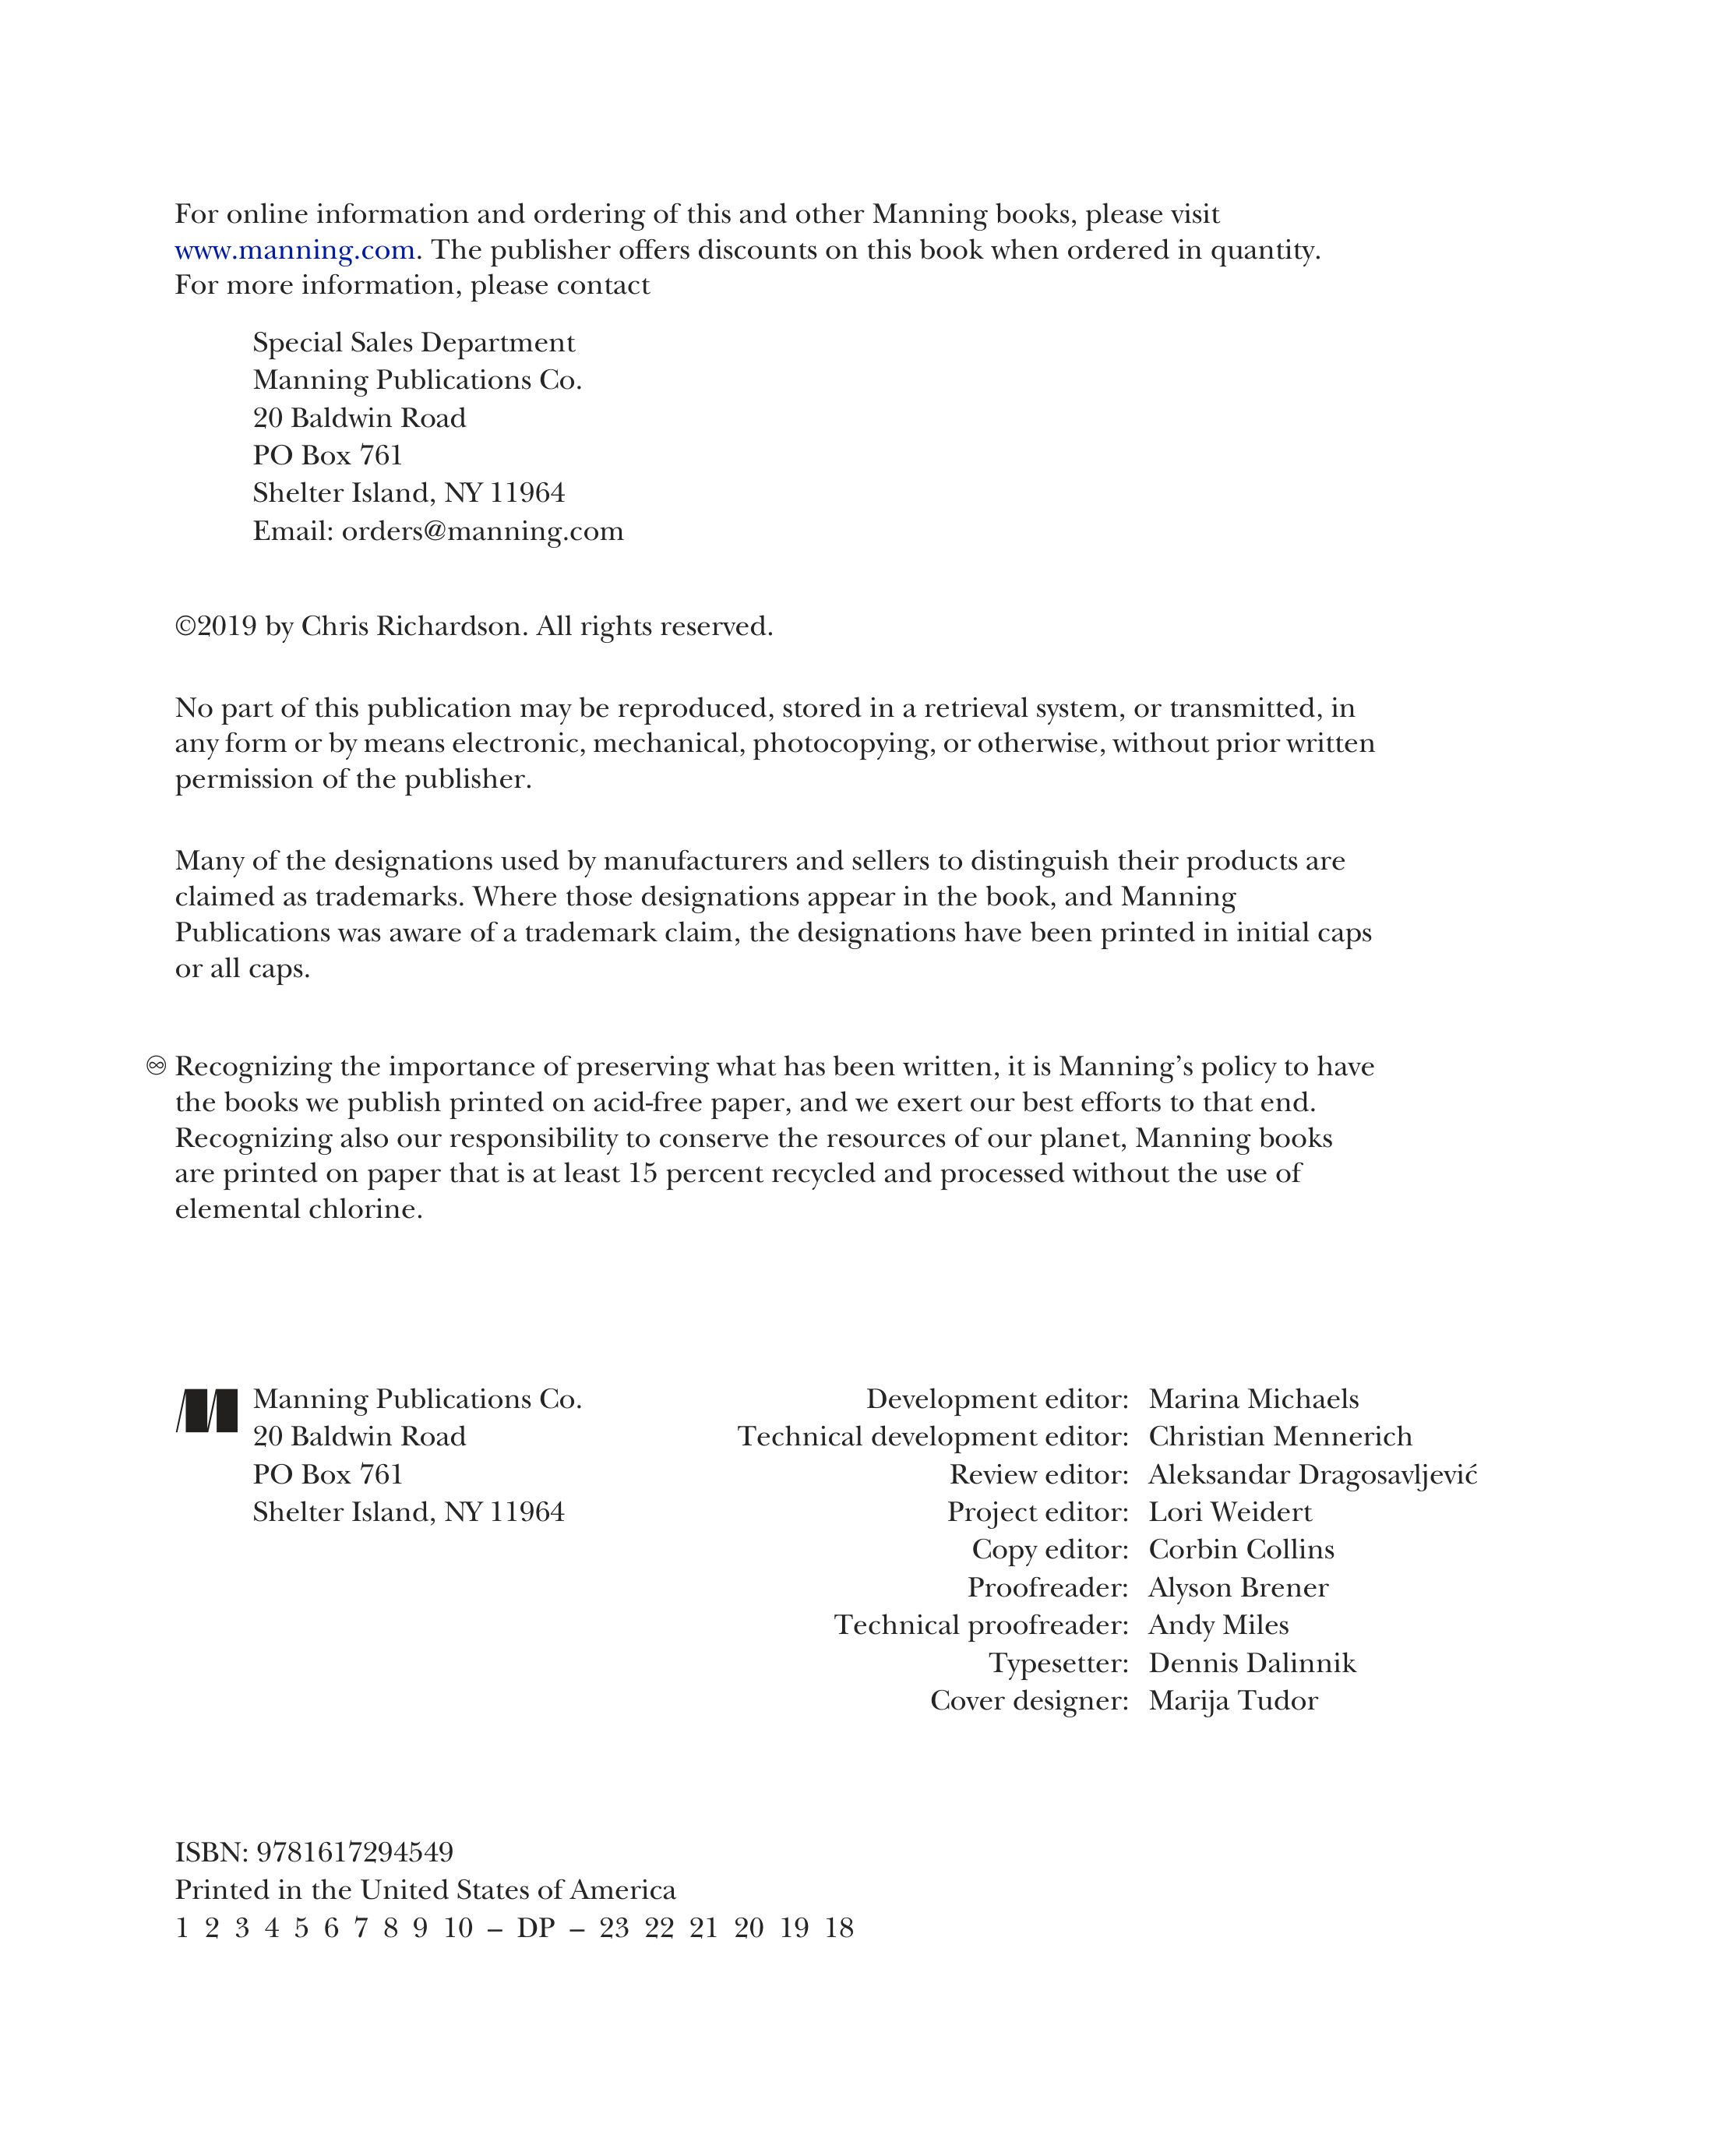 For online information and ordering of this and other Manning books, please visit
www.manning.com. The publisher offers discounts on this book when ordered in quantity.
For more information, please contact
Special Sales Department
Manning Publications Co.
20 Baldwin Road
PO Box 761
Shelter Island, NY 11964
Email: orders@manning.com
©2019 by Chris Richardson. All rights reserved.
No part of this publication may be reproduced, stored in a retrieval system, or transmitted, in
any form or by means electronic, mechanical, photocopying, or otherwise, without prior written
permission of the publisher.
Many of the designations used by manufacturers and sellers to distinguish their products are
claimed as trademarks. Where those designations appear in the book, and Manning
Publications was aware of a trademark claim, the designations have been printed in initial caps
or all caps.
♾ Recognizing the importance of preserving what has been written, it is Manning’s policy to have
the books we publish printed on acid-free paper, and we exert our best efforts to that end.
Recognizing also our responsibility to conserve the resources of our planet, Manning books
are printed on paper that is at least 15 percent recycled and processed without the use of
elemental chlorine.
Manning Publications Co.
20 Baldwin Road
PO Box 761
Shelter Island, NY 11964
Development editor: Marina Michaels
Technical development editor: Christian Mennerich
Review editor: Aleksandar Dragosavljević
Project editor: Lori Weidert
Copy editor: Corbin Collins
Proofreader: Alyson Brener
Technical proofreader: Andy Miles
Typesetter: Dennis Dalinnik
Cover designer: Marija Tudor
ISBN: 9781617294549
Printed in the United States of America
1 2 3 4 5 6 7 8 9 10 – DP – 23 22 21 20 19 18